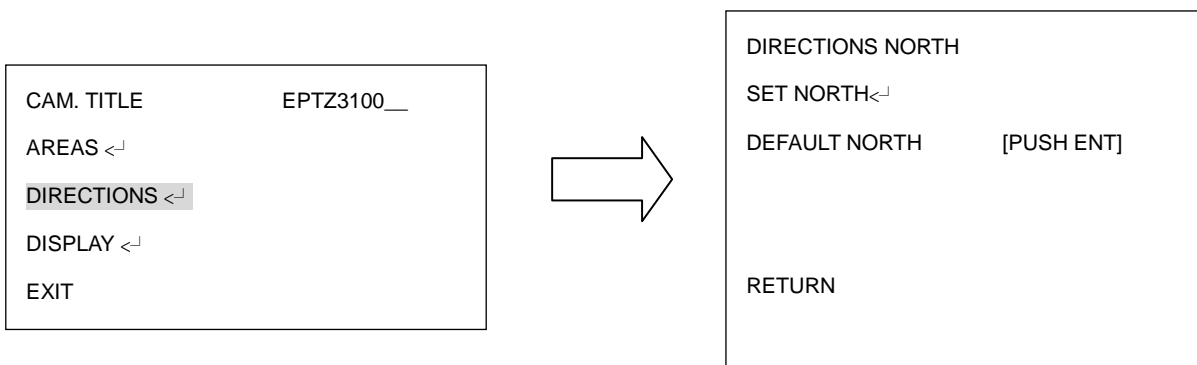 CAM. TITLE EPTZ3100__
AREAS <┘
DIRECTIONS <┘
DISPLAY <┘
EXIT
DIRECTIONS NORTH
SET NORTH<┘
DEFAULT NORTH [PUSH ENT]
RETURN